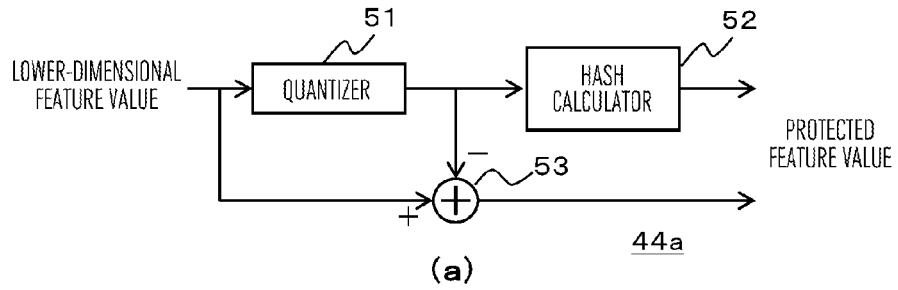 51
52
LOWER-DIMENSIONAL
FEATURE VALUE
QUANTIZER
HASH
CALCULATOR
PROTECTED
FEATURE VALUE
−
53
+
+
44a
(a)